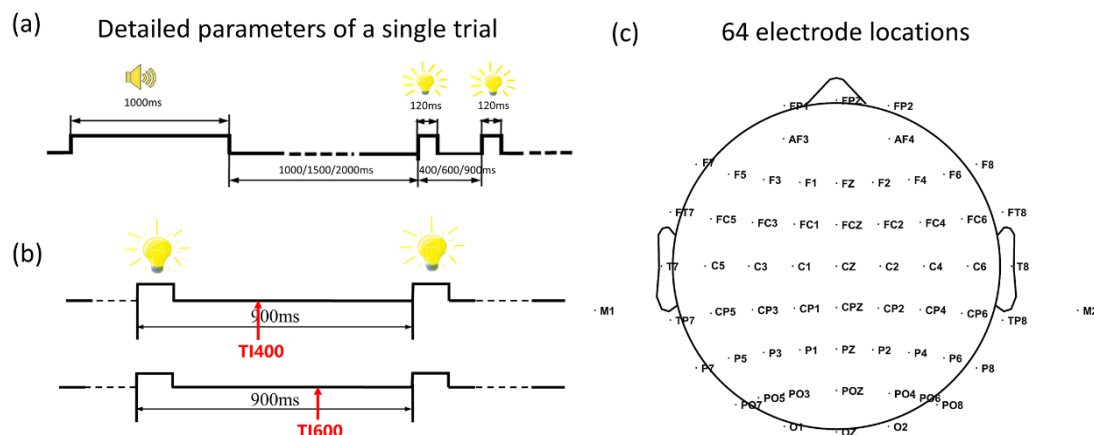 (a) Detailed parameters of a single trial
1000ms
120ms 120ms
1000/1500/2000ms 400/600/900ms
(b)
900ms
TI400
900ms
TI600
(c) 64 electrode locations
FP1 FPZ FP2
AF3 AF4
F7 F5 F3 F1 FZ F2 F4 F6 F8
FT7 FC5 FC3 FC1 FCZ FC2 FC4 FC6 FT8
T7 C5 C3 C1 CZ C2 C4 C6 T8
M1 TP7 CP5 CP3 CP1 CPZ CP2 CP4 CP6 TP8 M2
P7 P5 P3 P1 PZ P2 P4 P6 P8
PO7 PO5 PO3 POZ PO4 PO6 PO8
O1 OZ O2